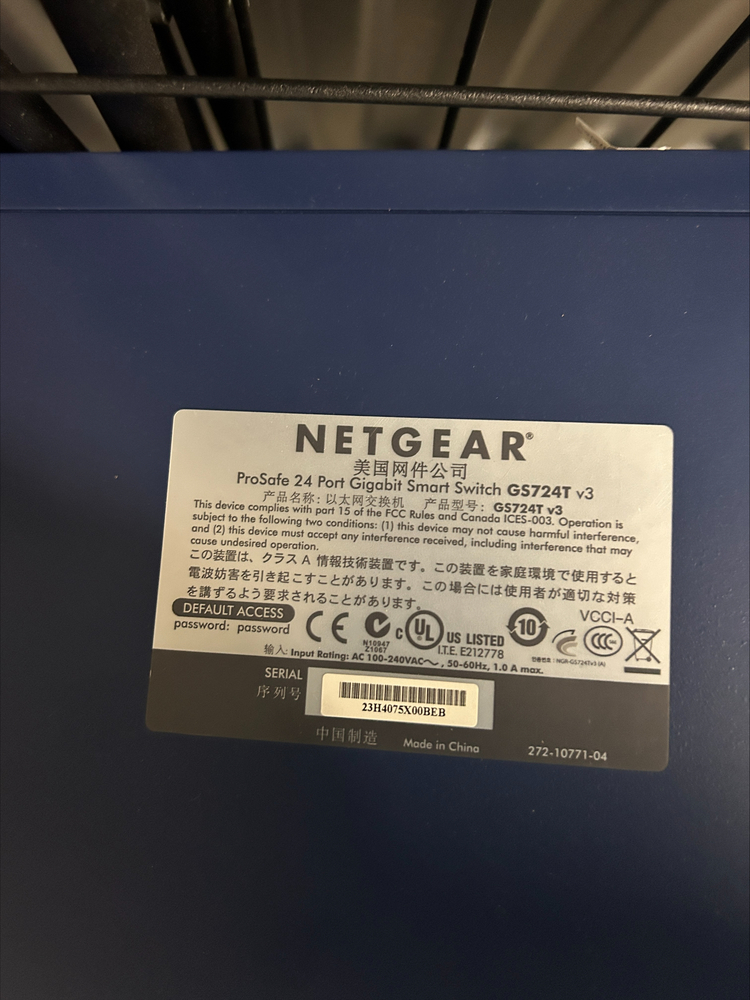 NETGEAR®
美国网件公司
ProSafe 24 Port Gigabit Smart Switch GS724T v3
产品名称: 以太网交换机 产品型号: GS724T v3
This device complies with part 15 of the FCC Rules and Canada ICES-003. Operation is
subject to the following two conditions: (1) this device may not cause harmful interference,
and (2) this device must accept any interference received, including interference that may
cause undesired operation.
この装置は、クラス A 情報技術装置です。この装置を家庭環境で使用すると
電波妨害を引き起こすことがあります。この場合には使用者が適切な対策
を講ずるよう要求されることがあります。
DEFAULT ACCESS
password: password
CE
N10947
Z1067
C UL US LISTED
I.T.E. E212778
10
VCCI-A
CCC
NGR-GS724Tv3 (A)
输入: Input Rating: AC 100-240VAC～, 50-60Hz, 1.0 A max.
SERIAL
序列号
23H4075X00BEB
中国制造 Made in China 272-10771-04